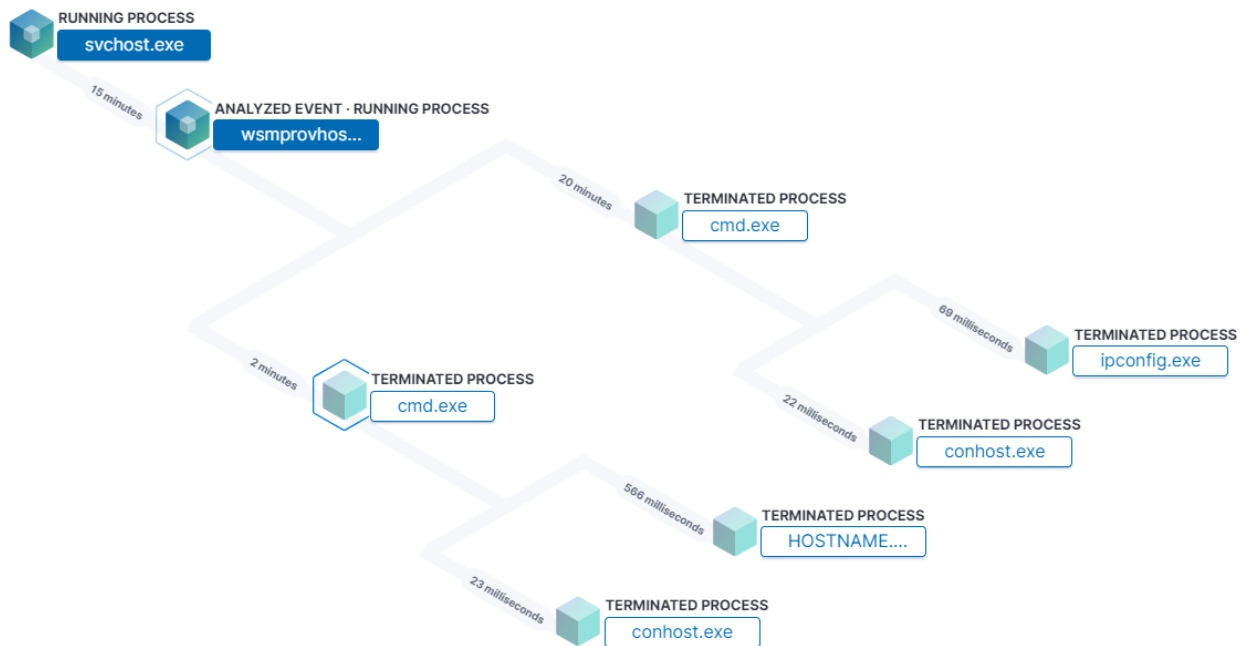 RUNNING PROCESS
svchost.exe
15 minutes
ANALYZED EVENT · RUNNING PROCESS
wsmprovhos...
20 minutes
TERMINATED PROCESS
cmd.exe
69 milliseconds
TERMINATED PROCESS
ipconfig.exe
22 milliseconds
TERMINATED PROCESS
conhost.exe
2 minutes
TERMINATED PROCESS
cmd.exe
566 milliseconds
TERMINATED PROCESS
HOSTNAME....
23 milliseconds
TERMINATED PROCESS
conhost.exe